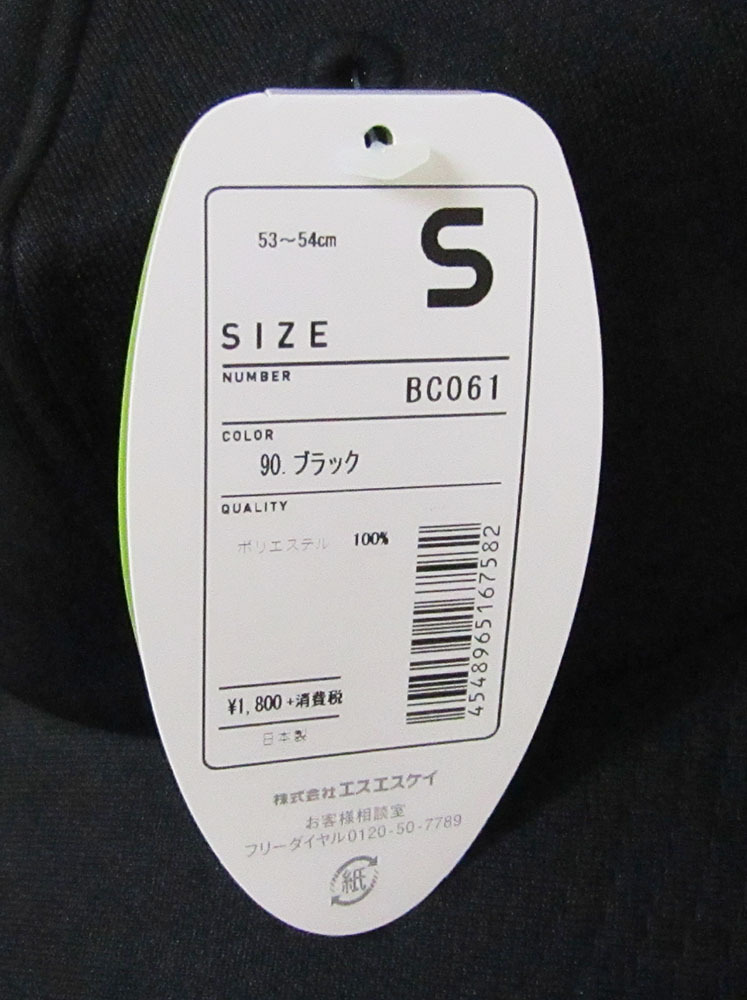 53～54cm
S
SIZE
NUMBER
BC061
COLOR
90. ブラック
QUALITY
ポリエステル 100%
4548965167582
¥1,800+消費税
日本製
株式会社エスエスケイ
お客様相談室
フリーダイヤル0120-50-7789
紙